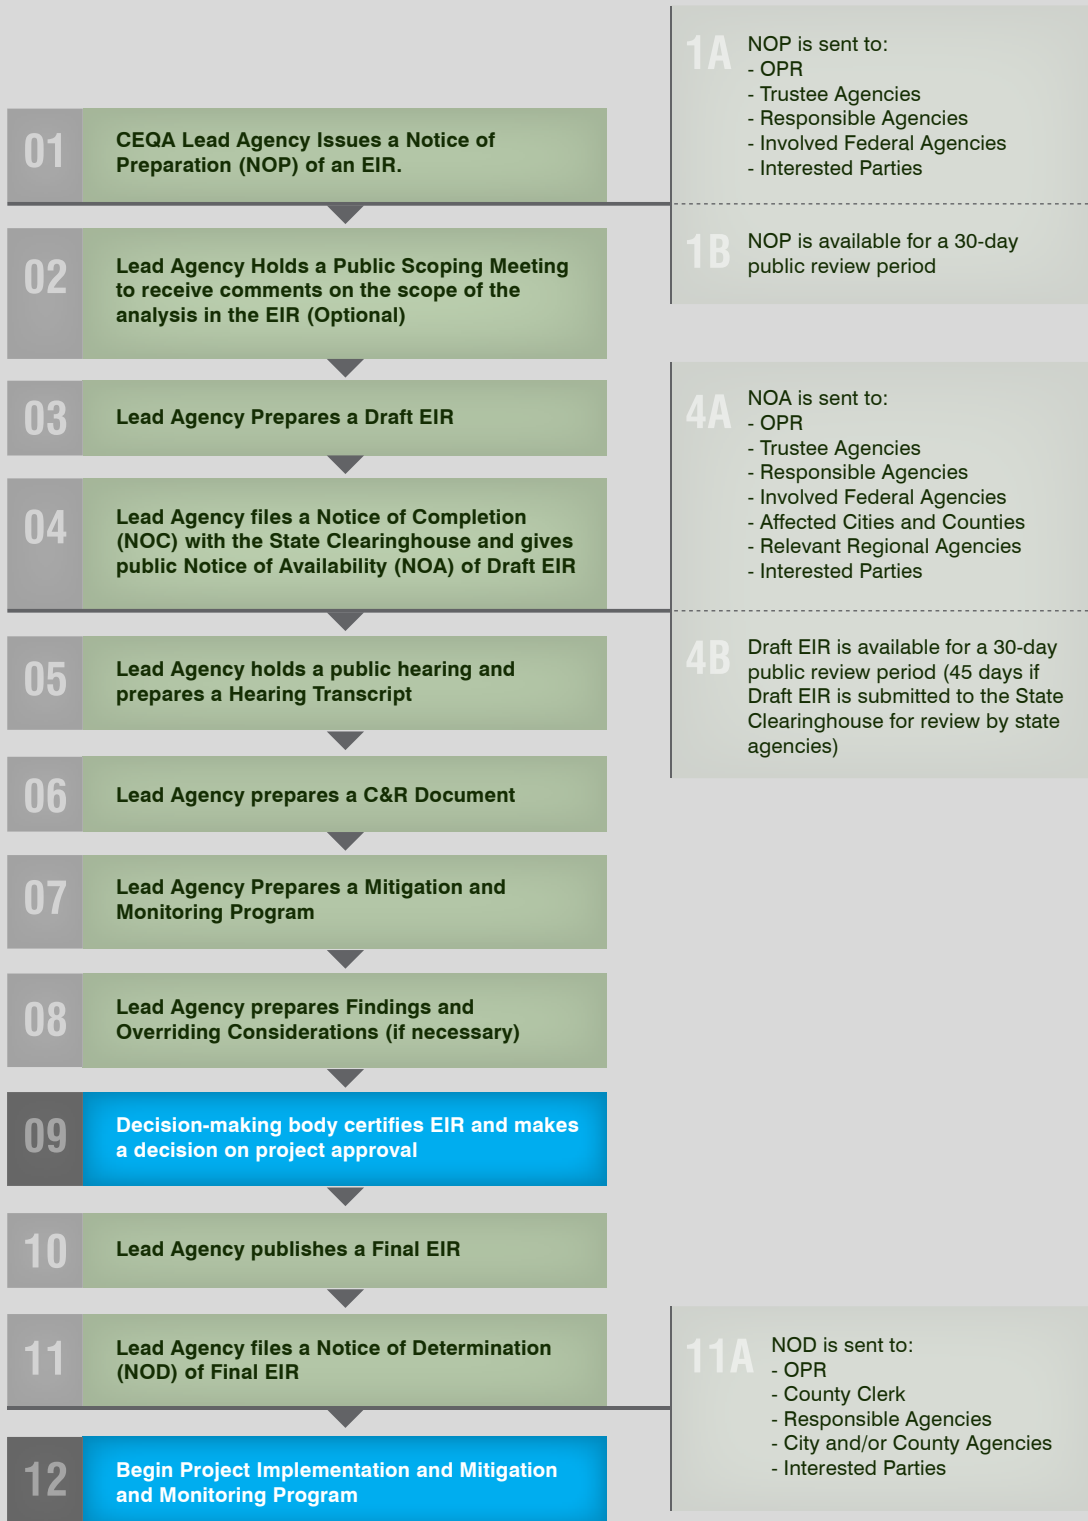 01
CEQA Lead Agency Issues a Notice of
Preparation (NOP) of an EIR.
1A
NOP is sent to:
- OPR
- Trustee Agencies
- Responsible Agencies
- Involved Federal Agencies
- Interested Parties
1B
NOP is available for a 30-day
public review period
02
Lead Agency Holds a Public Scoping Meeting
to receive comments on the scope of the
analysis in the EIR (Optional)
03
Lead Agency Prepares a Draft EIR
04
Lead Agency files a Notice of Completion
(NOC) with the State Clearinghouse and gives
public Notice of Availability (NOA) of Draft EIR
4A
NOA is sent to:
- OPR
- Trustee Agencies
- Responsible Agencies
- Involved Federal Agencies
- Affected Cities and Counties
- Relevant Regional Agencies
- Interested Parties
4B
Draft EIR is available for a 30-day
public review period (45 days if
Draft EIR is submitted to the State
Clearinghouse for review by state
agencies)
05
Lead Agency holds a public hearing and
prepares a Hearing Transcript
06
Lead Agency prepares a C&R Document
07
Lead Agency Prepares a Mitigation and
Monitoring Program
08
Lead Agency prepares Findings and
Overriding Considerations (if necessary)
09
Decision-making body certifies EIR and makes
a decision on project approval
10
Lead Agency publishes a Final EIR
11
Lead Agency files a Notice of Determination
(NOD) of Final EIR
11A
NOD is sent to:
- OPR
- County Clerk
- Responsible Agencies
- City and/or County Agencies
- Interested Parties
12
Begin Project Implementation and Mitigation
and Monitoring Program